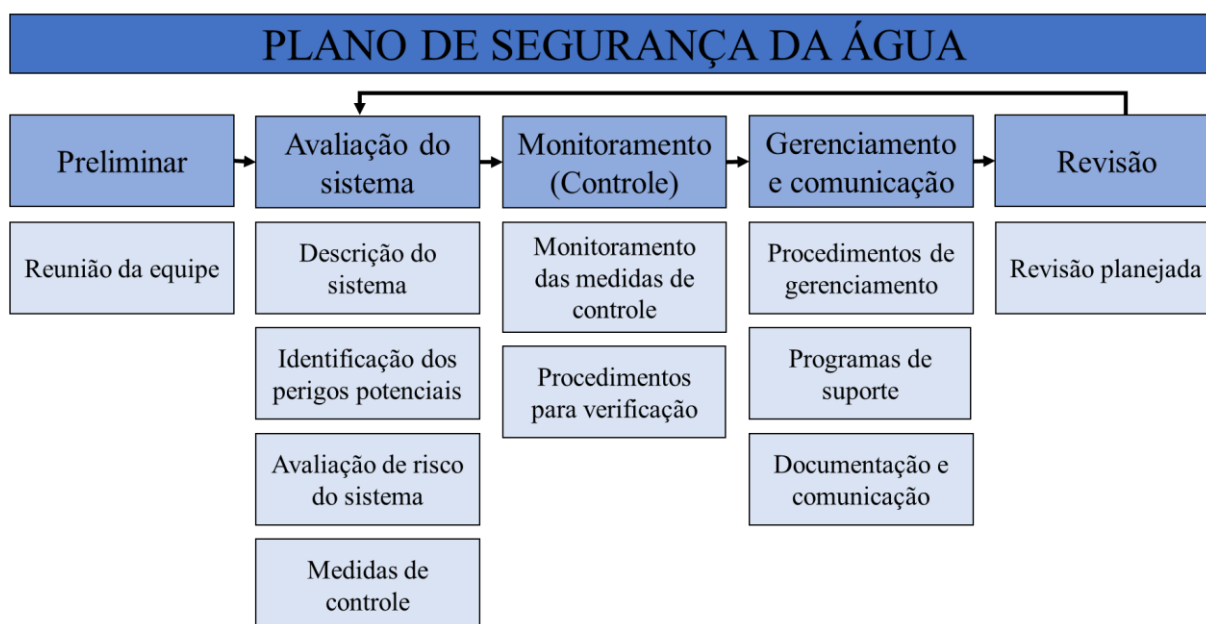 PLANO DE SEGURANÇA DA ÁGUA
Preliminar
Avaliação do
sistema
Monitoramento
(Controle)
Gerenciamento
e comunicação
Revisão
Reunião da equipe
Descrição do
sistema
Identificação dos
perigos potenciais
Avaliação de risco
do sistema
Medidas de
controle
Monitoramento
das medidas de
controle
Procedimentos
para verificação
Procedimentos de
gerenciamento
Programas de
suporte
Documentação e
comunicação
Revisão planejada